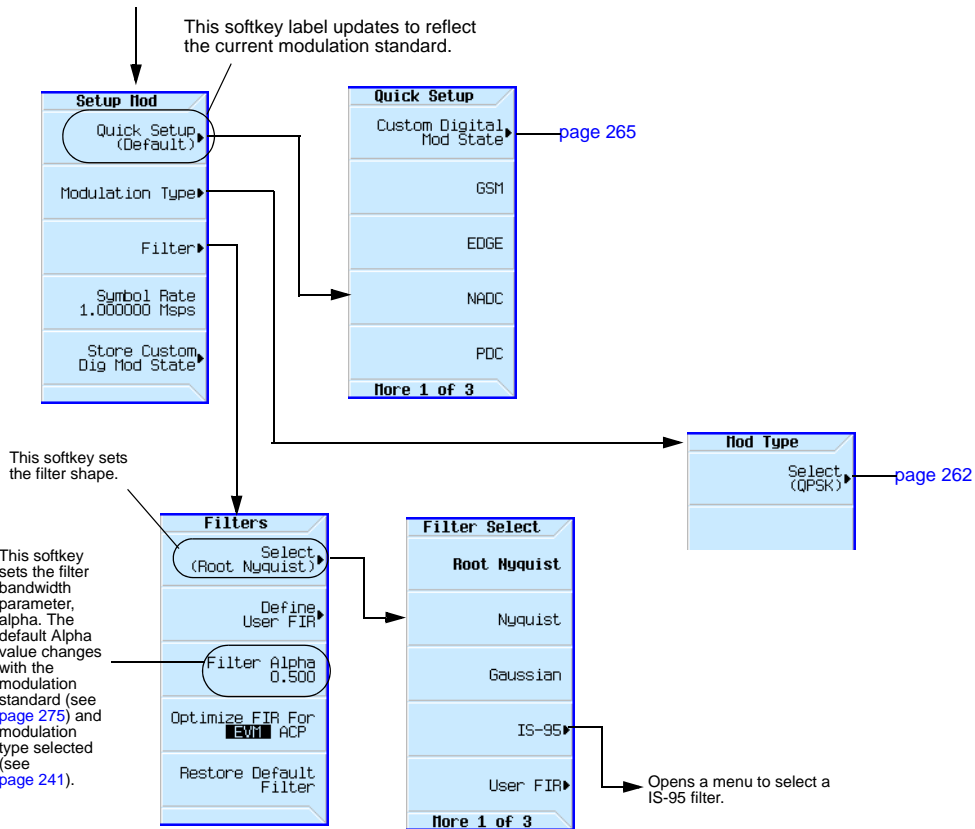 This softkey label updates to reflect
the current modulation standard.
Setup Mod
Quick Setup
(Default)
Modulation Type
Filter
Symbol Rate
1.000000 Msps
Store Custom
Dig Mod State
Quick Setup
Custom Digital
Mod State
page 265
GSM
EDGE
NADC
PDC
More 1 of 3
Mod Type
Select
(QPSK)
page 262
This softkey sets
the filter shape.
This softkey
sets the filter
bandwidth
parameter,
alpha. The
default Alpha
value changes
with the
modulation
standard (see
page 275) and
modulation
type selected
(see
page 241).
Filters
Select
(Root Nyquist)
Define
User FIR
Filter Alpha
0.500
Optimize FIR For
EVM ACP
Restore Default
Filter
Filter Select
Root Nyquist
Nyquist
Gaussian
IS-95
User FIR
More 1 of 3
Opens a menu to select a
IS-95 filter.